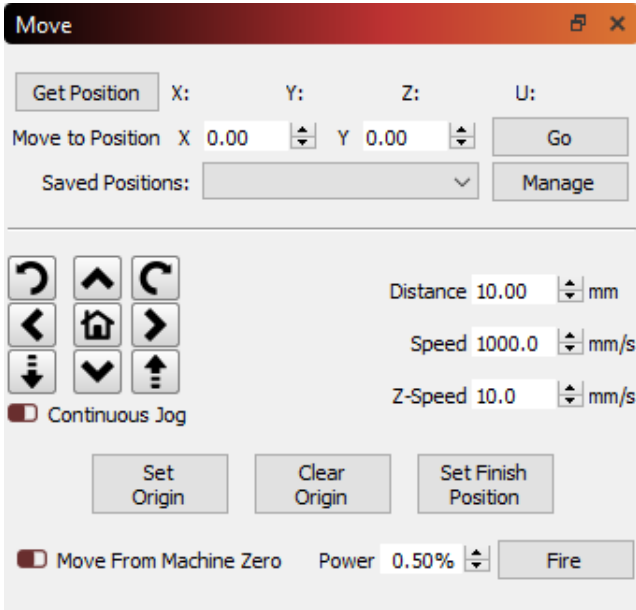 Move
Get Position X: Y: Z: U:
Move to Position X 0.00 Y 0.00 Go
Saved Positions: Manage
Distance 10.00 mm
Speed 1000.0 mm/s
Z-Speed 10.0 mm/s
Continuous Jog
Set Origin Clear Origin Set Finish Position
Move From Machine Zero Power 0.50% Fire